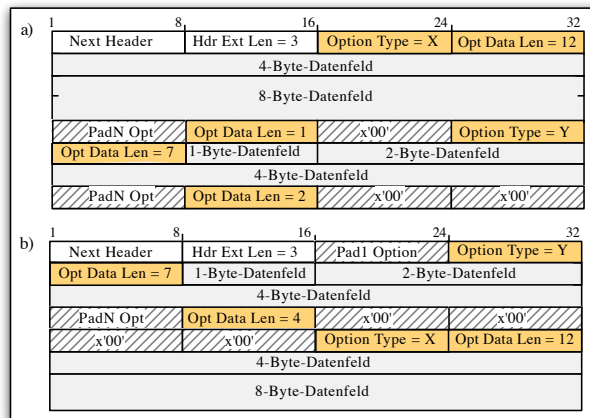 1 8 16 24 32
a) Next Header Hdr Ext Len = 3 Option Type = X Opt Data Len = 12
4-Byte-Datenfeld
8-Byte-Datenfeld
PadN Opt Opt Data Len = 1 x'00' Option Type = Y
Opt Data Len = 7 1-Byte-Datenfeld 2-Byte-Datenfeld
4-Byte-Datenfeld
PadN Opt Opt Data Len = 2 x'00' x'00'
b) 1 8 16 24 32
Next Header Hdr Ext Len = 3 Pad1 Option Option Type = Y
Opt Data Len = 7 1-Byte-Datenfeld 2-Byte-Datenfeld
4-Byte-Datenfeld
PadN Opt Opt Data Len = 4 x'00' x'00'
x'00' x'00' Option Type = X Opt Data Len = 12
4-Byte-Datenfeld
8-Byte-Datenfeld